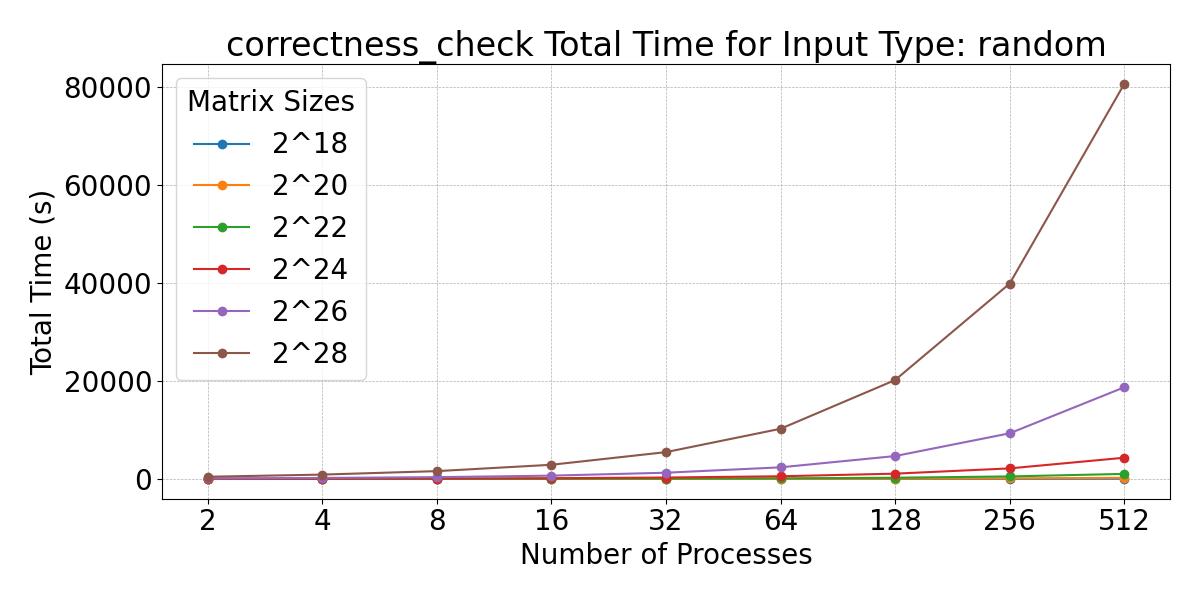 correctness_check Total Time for Input Type: random
Total Time (s)
80000
60000
40000
20000
0
Matrix Sizes
2^18
2^20
2^22
2^24
2^26
2^28
2 4 8 16 32 64 128 256 512
Number of Processes